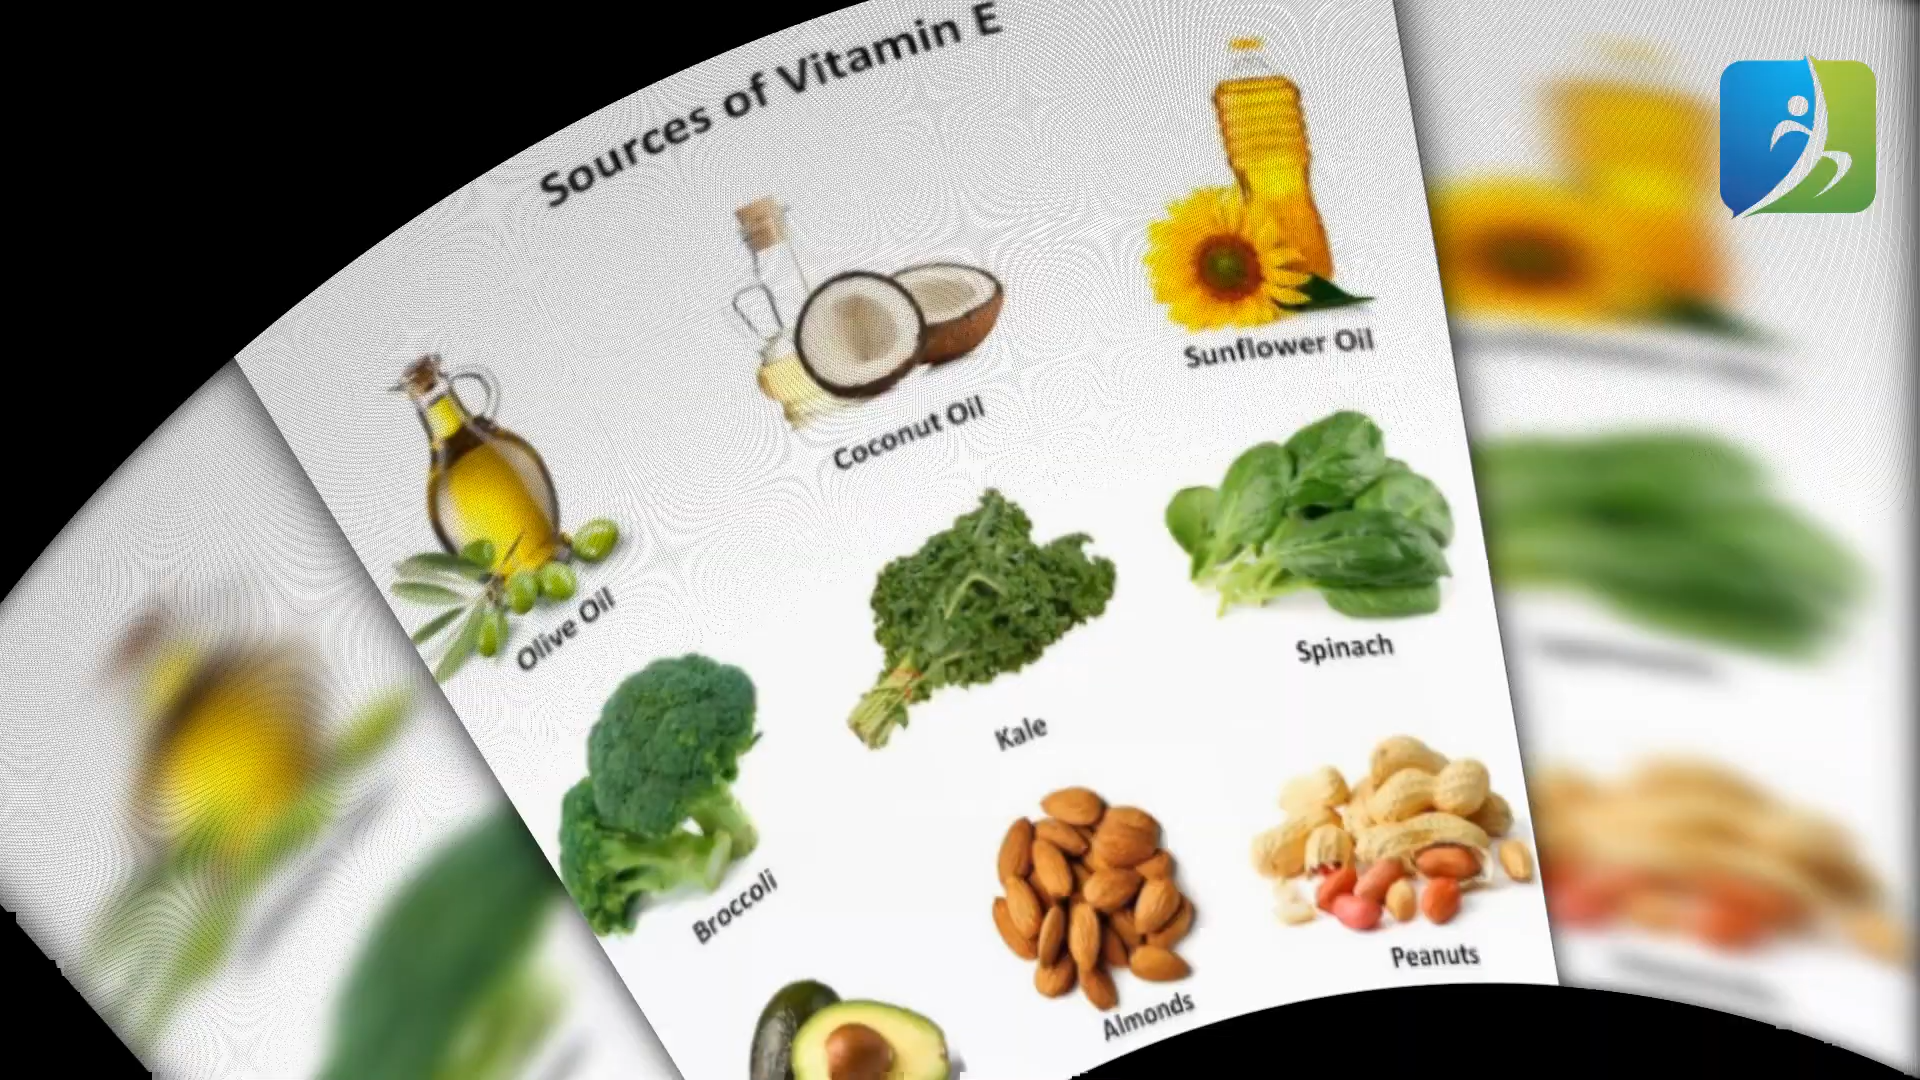 Sources of Vitamin E
Olive Oil
Coconut Oil
Sunflower Oil
Broccoli
Kale
Spinach
Almonds
Peanuts